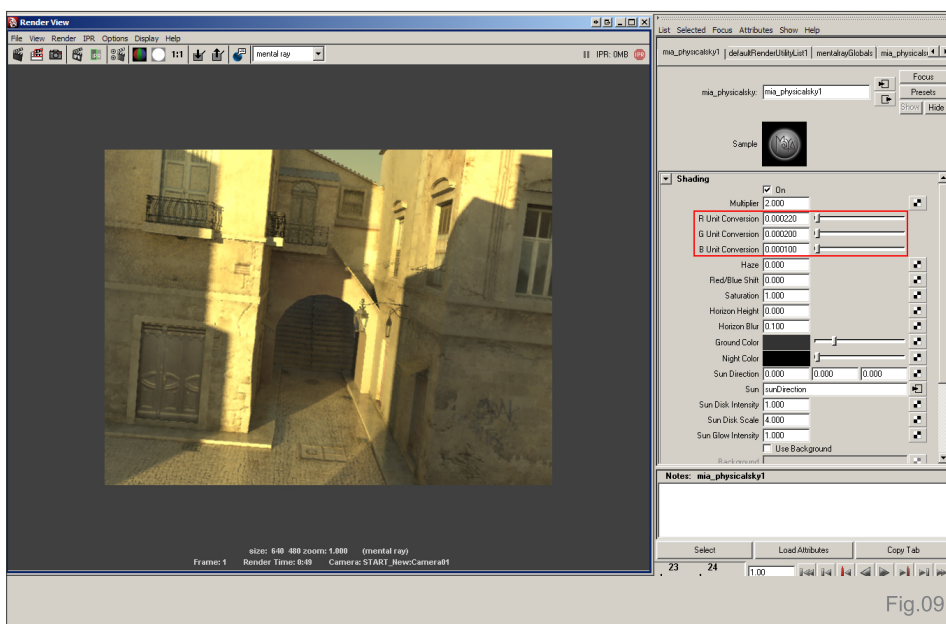 Render View
File View Render IPR Options Display Help
1:1 mental ray IPR: 0MB
size: 640 480 zoom: 1.000 (mental ray)
Frame: 1 Render Time: 0:49 Camera: START_New:Camera01
List Selected Focus Attributes Show Help
mia_physicalsky1 defaultRenderUtilityList1 mentalrayGlobals mia_physicals
mia_physicalsky: mia_physicalsky1
Focus
Presets
Show Hide
Sample
Shading
On
Multiplier 2.000
R Unit Conversion 0.000220
G Unit Conversion 0.000200
B Unit Conversion 0.000100
Haze 0.000
Red/Blue Shift 0.000
Saturation 1.000
Horizon Height 0.000
Horizon Blur 0.100
Ground Color
Night Color
Sun Direction 0.000 0.000 0.000
Sun sunDirection
Sun Disk Intensity 1.000
Sun Disk Scale 4.000
Sun Glow Intensity 1.000
Use Background
Background
Notes: mia_physicalsky1
Select Load Attributes Copy Tab
23 24 1.00
Fig.09